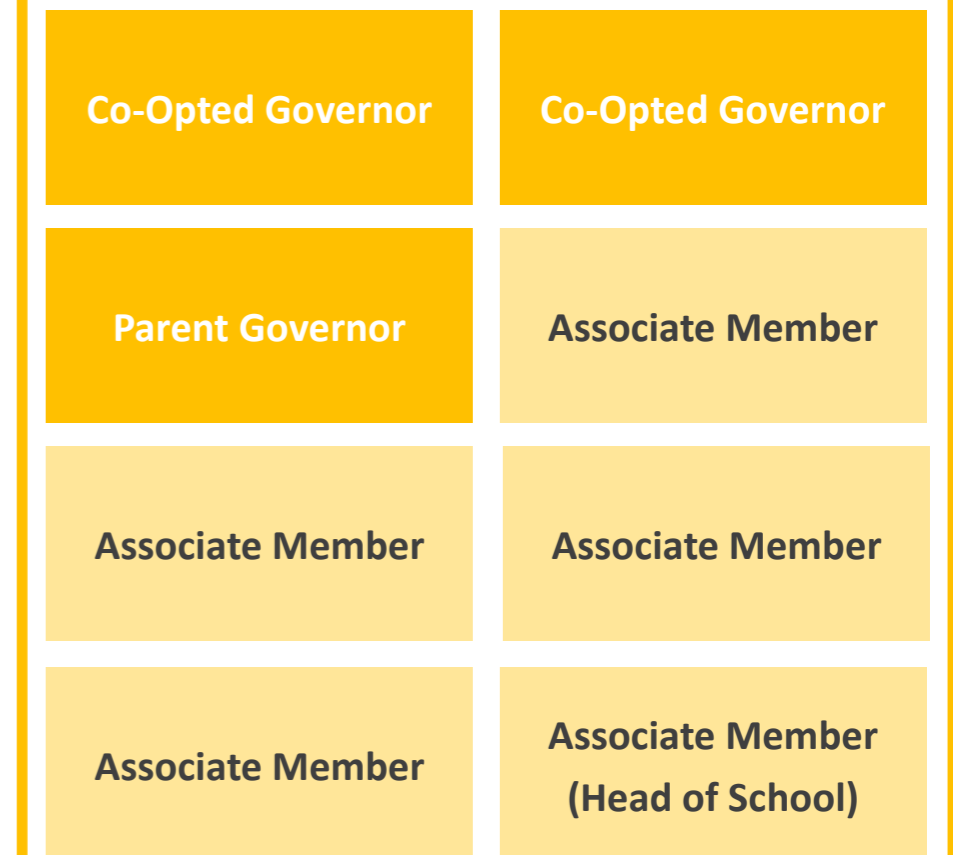 Co-Opted Governor
Co-Opted Governor
Parent Governor
Associate Member
Associate Member
Associate Member
Associate Member
Associate Member
(Head of School)